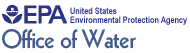 EPA United States
Environmental Protection Agency
Office of Water